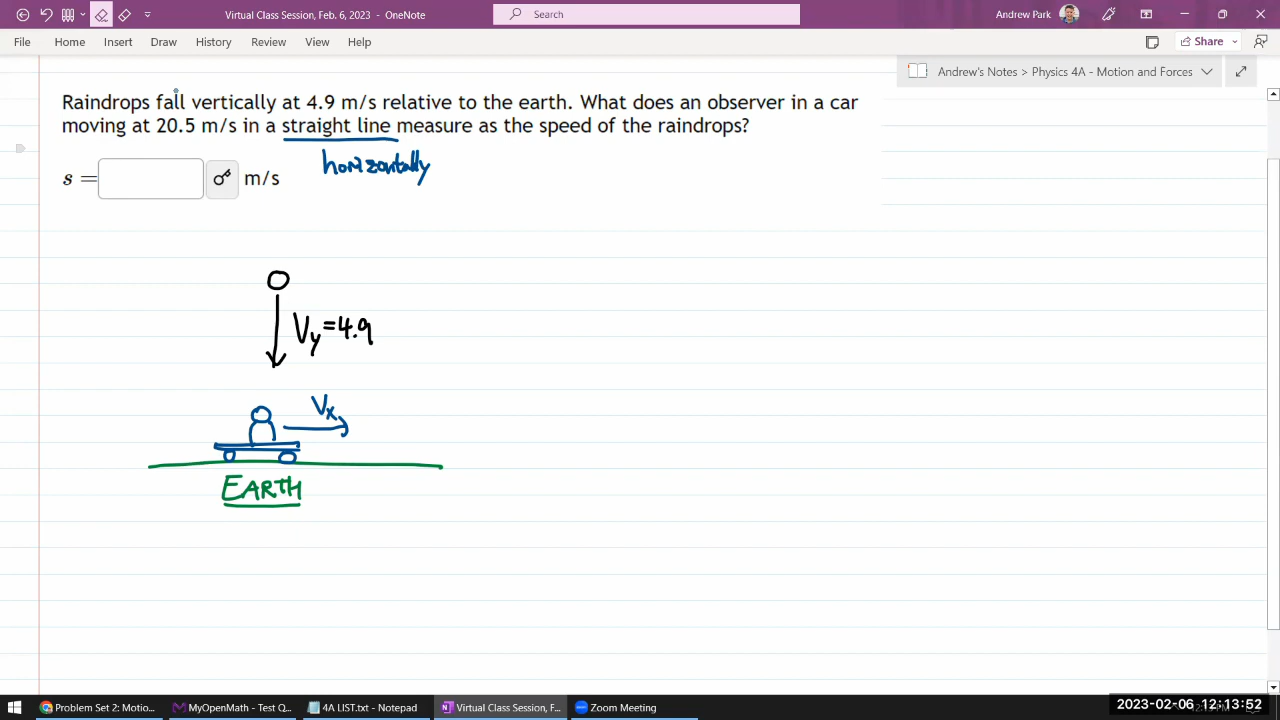 Virtual Class Session, Feb. 6, 2023 - OneNote
Search
Andrew Park
File Home Insert Draw History Review View Help
Share
Andrew's Notes > Physics 4A - Motion and Forces
Raindrops fall vertically at 4.9 m/s relative to the earth. What does an observer in a car
moving at 20.5 m/s in a straight line measure as the speed of the raindrops?
horizontally
s = m/s
Vy = 4.9
Vx
EARTH
Problem Set 2: Motio...
MyOpenMath - Test Q...
4A LIST.txt - Notepad
Virtual Class Session, F...
Zoom Meeting
2023-02-06 12:13:52